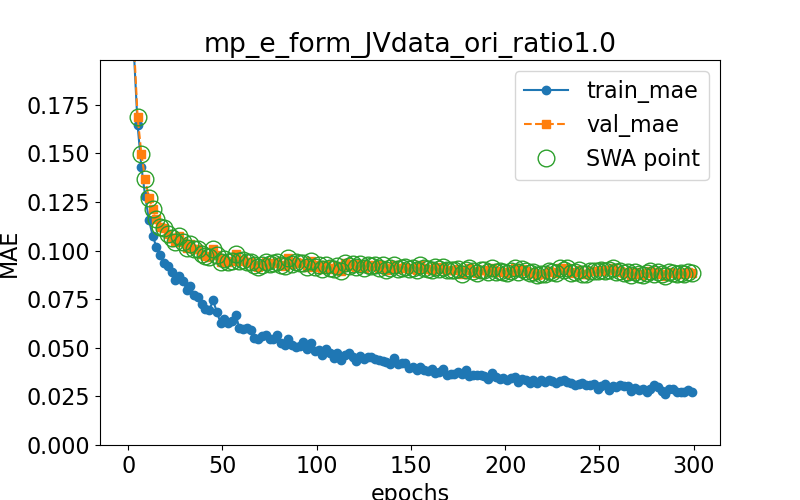 mp_e_form_JVdata_ori_ratio1.0
train_mae
val_mae
SWA point
MAE
0.175
0.150
0.125
0.100
0.075
0.050
0.025
0.000
0 50 100 150 200 250 300
epochs